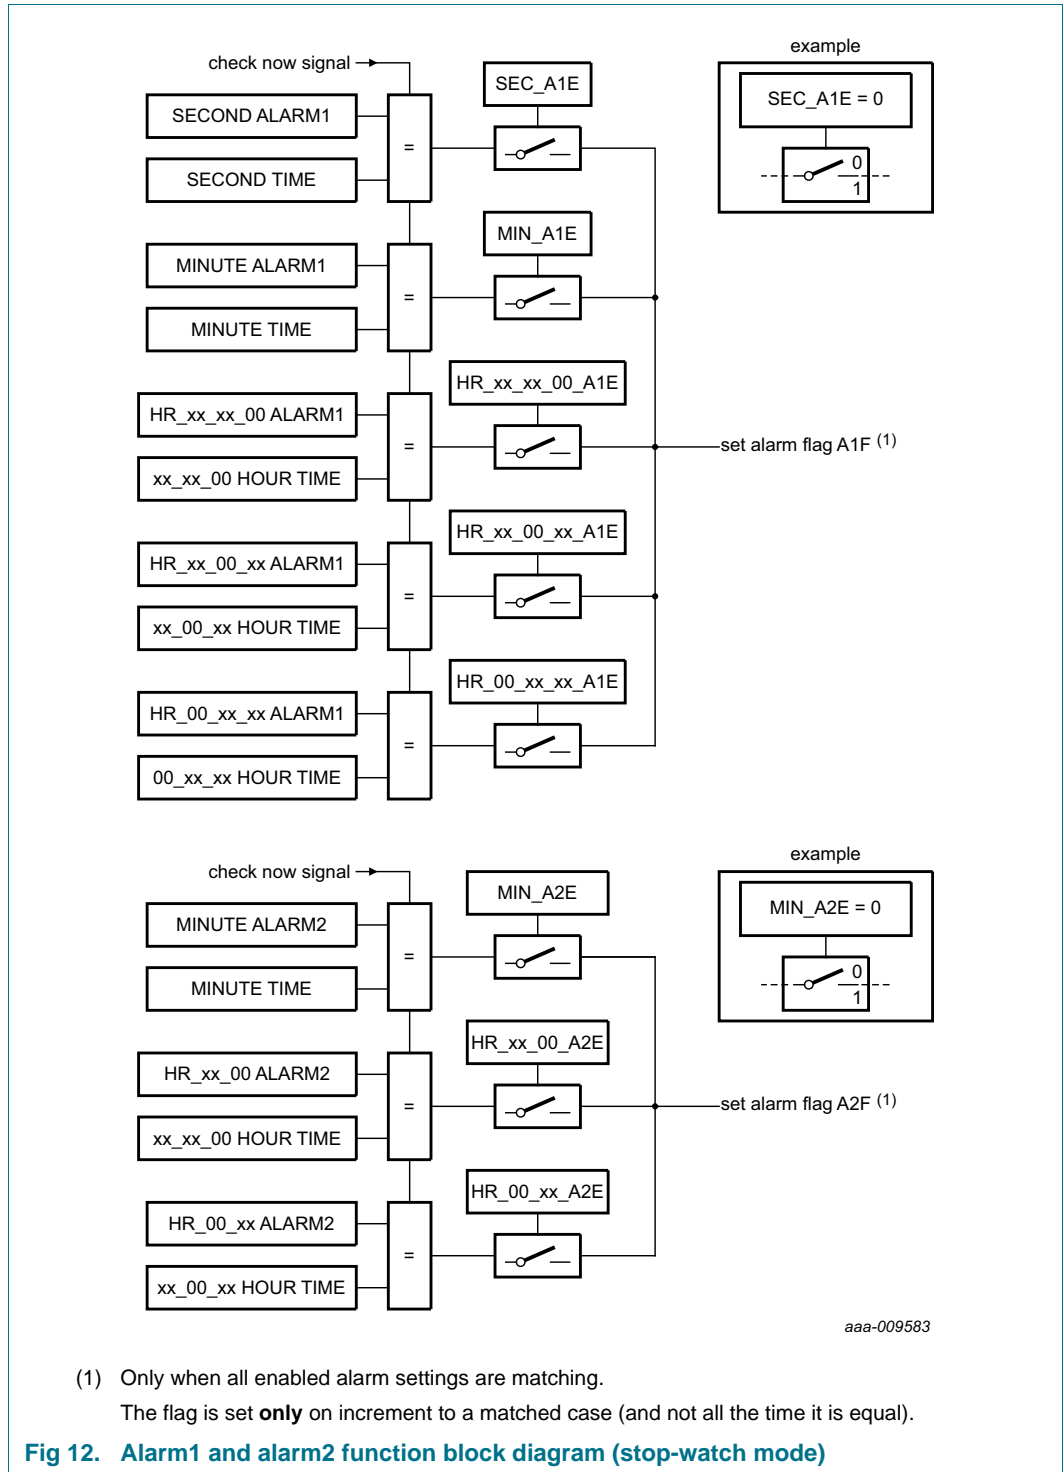 example
check now signal
SEC_A1E
SEC_A1E = 0
SECOND ALARM1
=
0
1
SECOND TIME
MIN_A1E
MINUTE ALARM1
=
MINUTE TIME
HR_xx_xx_00_A1E
HR_xx_xx_00 ALARM1
=
set alarm flag A1F (1)
xx_xx_00 HOUR TIME
HR_xx_00_xx_A1E
HR_xx_00_xx ALARM1
=
xx_00_xx HOUR TIME
HR_00_xx_xx_A1E
HR_00_xx_xx ALARM1
=
00_xx_xx HOUR TIME
example
check now signal
MIN_A2E
MIN_A2E = 0
MINUTE ALARM2
=
0
1
MINUTE TIME
HR_xx_00_A2E
HR_xx_00 ALARM2
=
set alarm flag A2F (1)
xx_xx_00 HOUR TIME
HR_00_xx_A2E
HR_00_xx ALARM2
=
xx_00_xx HOUR TIME
aaa-009583
(1) Only when all enabled alarm settings are matching.
The flag is set only on increment to a matched case (and not all the time it is equal).
Fig 12. Alarm1 and alarm2 function block diagram (stop-watch mode)